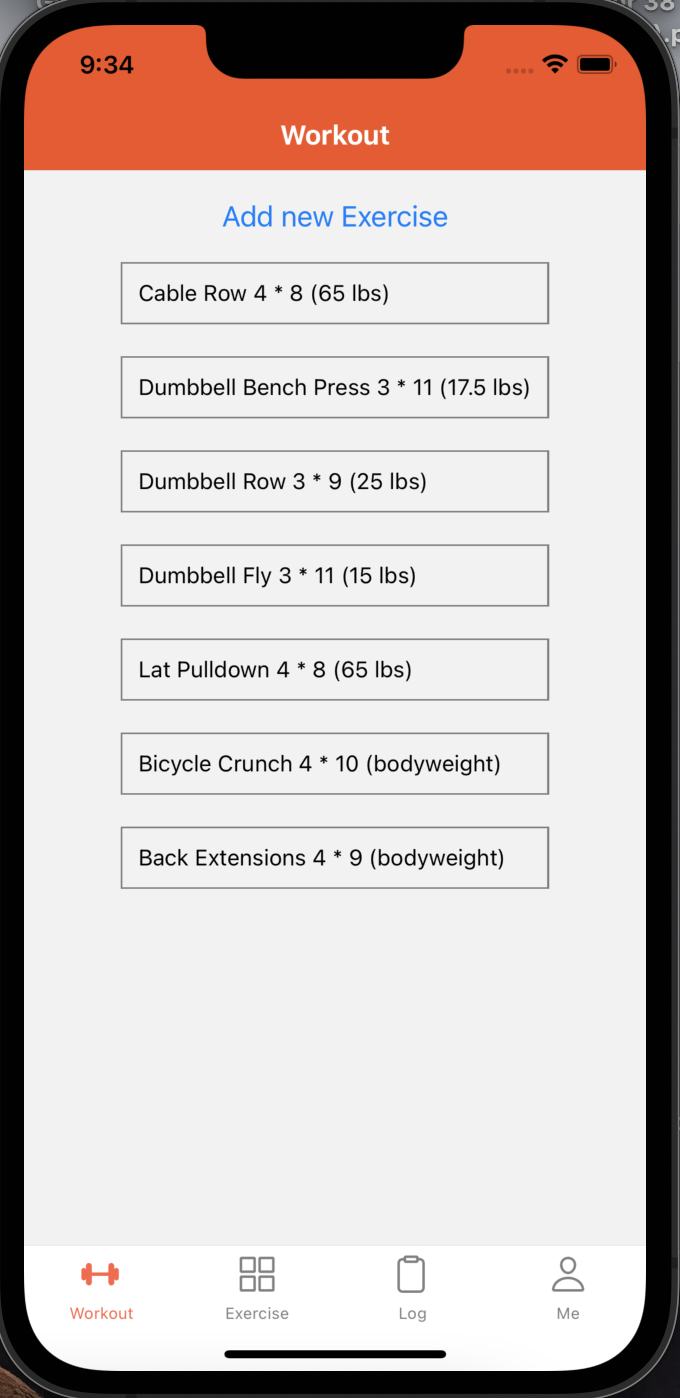 9:34
Workout
Add new Exercise
Cable Row 4 * 8 (65 lbs)
Dumbbell Bench Press 3 * 11 (17.5 lbs)
Dumbbell Row 3 * 9 (25 lbs)
Dumbbell Fly 3 * 11 (15 lbs)
Lat Pulldown 4 * 8 (65 lbs)
Bicycle Crunch 4 * 10 (bodyweight)
Back Extensions 4 * 9 (bodyweight)
Workout
Exercise
Log
Me